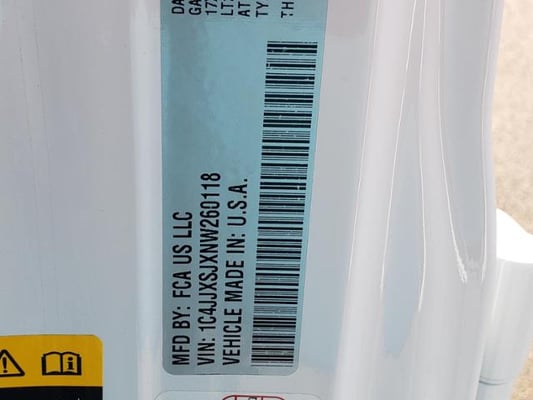 MFD BY: FCA US LLC
VIN: 1C4JJXSJXNW260118
VEHICLE MADE IN: U.S.A.